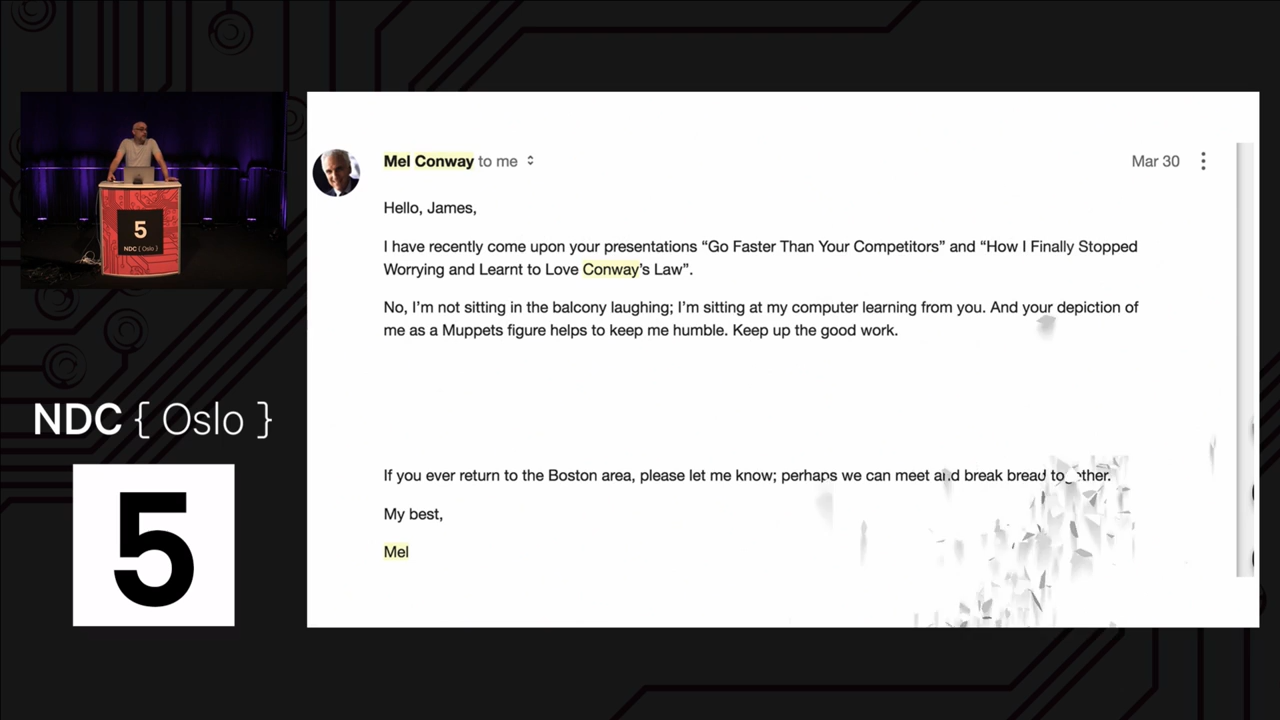 Mel Conway to me
Mar 30
Hello, James,
I have recently come upon your presentations “Go Faster Than Your Competitors” and “How I Finally Stopped
Worrying and Learnt to Love Conway’s Law”.
No, I’m not sitting in the balcony laughing; I’m sitting at my computer learning from you. And your depiction of
me as a Muppets figure helps to keep me humble. Keep up the good work.
If you ever return to the Boston area, please let me know; perhaps we can meet and break bread together.
My best,
Mel
5
NDC { Oslo }
NDC { Oslo }
5